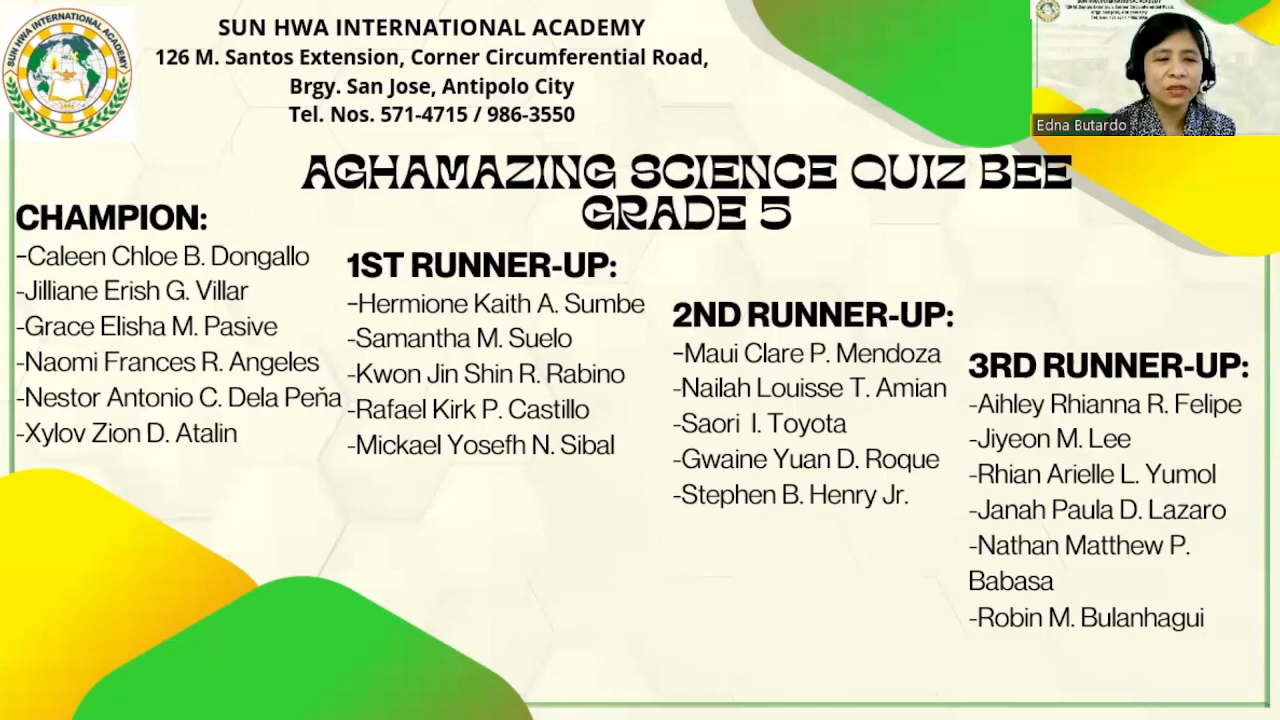 SUN HWA INTERNATIONAL ACADEMY
SUN HWA INTERNATIONAL ACADEMY
126 M. Santos Extension, Corner Circumferential Road,
Brgy. San Jose, Antipolo City
Tel. Nos. 571-4715 / 986-3550
Edna Butardo
AGHAMAZING SCIENCE QUIZ BEE
GRADE 5
CHAMPION:
-Caleen Chloe B. Dongallo
-Jilliane Erish G. Villar
-Grace Elisha M. Pasive
-Naomi Frances R. Angeles
-Nestor Antonio C. Dela Peňa
-Xylov Zion D. Atalin
1ST RUNNER-UP:
-Hermione Kaith A. Sumbe
-Samantha M. Suelo
-Kwon Jin Shin R. Rabino
-Rafael Kirk P. Castillo
-Mickael Yosefh N. Sibal
2ND RUNNER-UP:
-Maui Clare P. Mendoza
-Nailah Louisse T. Amian
-Saori I. Toyota
-Gwaine Yuan D. Roque
-Stephen B. Henry Jr.
3RD RUNNER-UP:
-Aihley Rhianna R. Felipe
-Jiyeon M. Lee
-Rhian Arielle L. Yumol
-Janah Paula D. Lazaro
-Nathan Matthew P.
Babasa
-Robin M. Bulanhagui